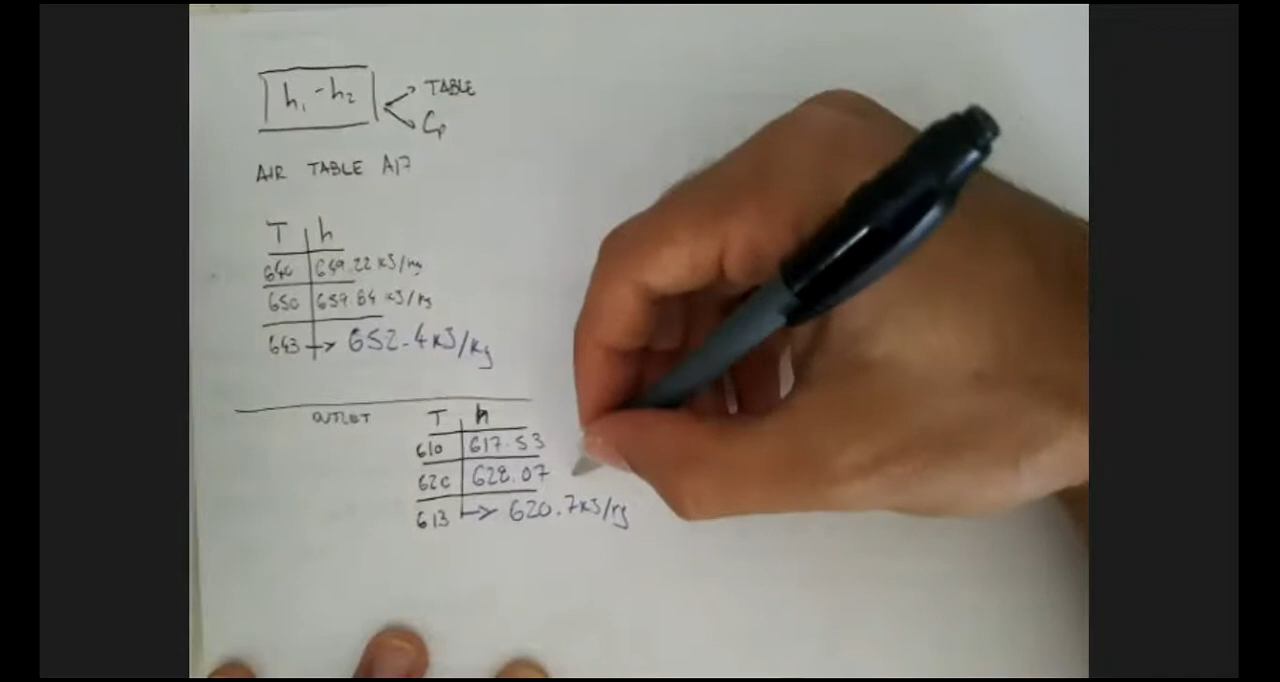 h₁ - h₂
TABLE
Cp
AIR TABLE A17
T h
640 649.22 kJ/kg
650 659.84 kJ/kg
643 → 652.4 kJ/kg
OUTLET T h
610 617.53
620 628.07
613 → 620.7 kJ/kg